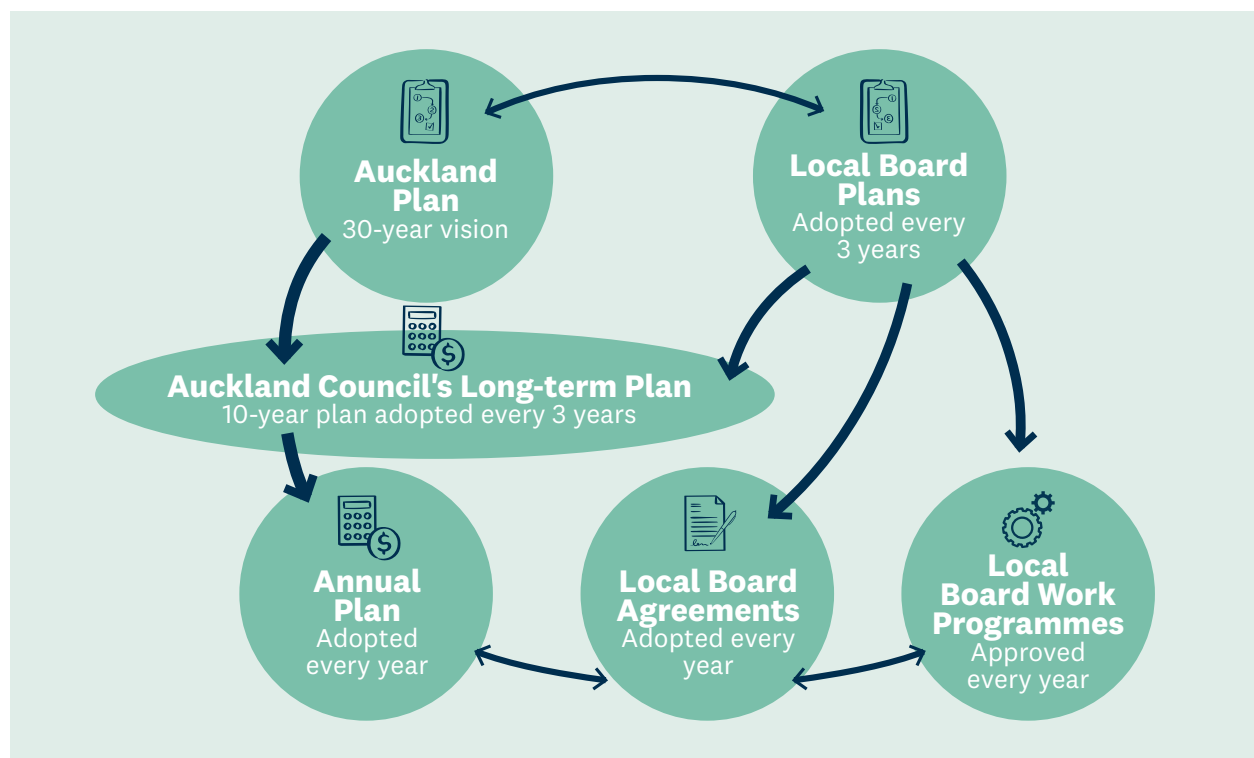 Auckland
Plan
30-year vision
Local Board
Plans
Adopted every
3 years
$
Auckland Council's Long-term Plan
10-year plan adopted every 3 years
$
Annual
Plan
Adopted
every year
Local Board
Agreements
Adopted every
year
Local
Board Work
Programmes
Approved
every year